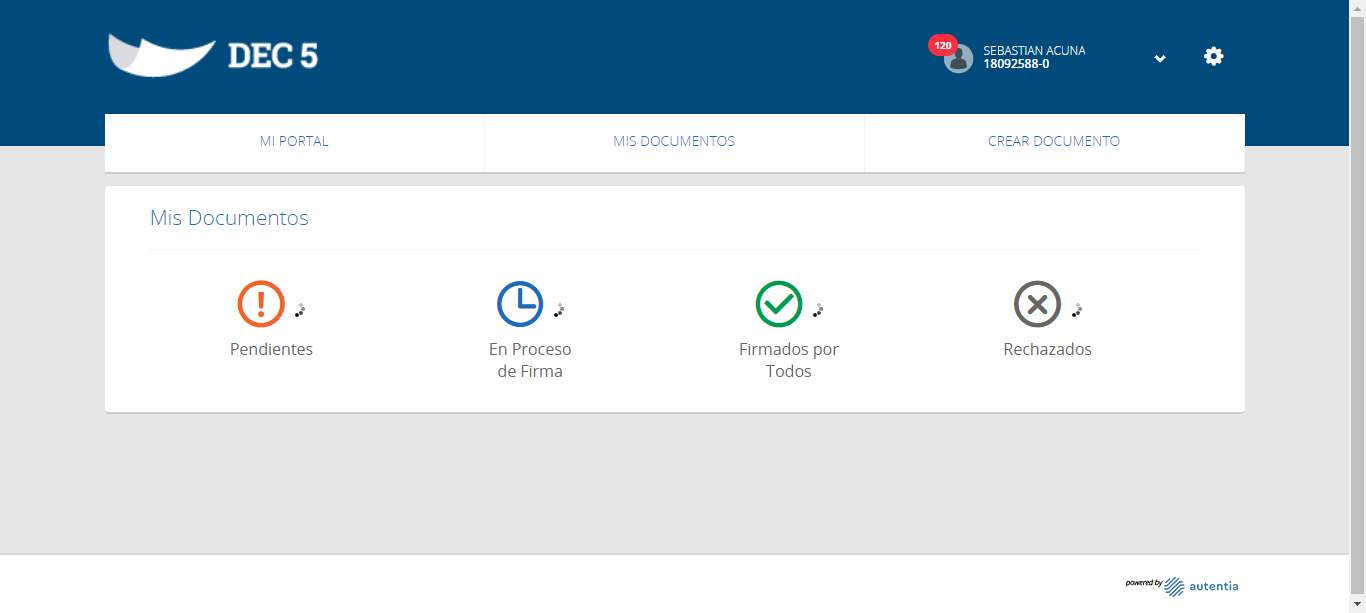 DEC 5
120
SEBASTIAN ACUNA
18092588-0
MI PORTAL
MIS DOCUMENTOS
CREAR DOCUMENTO
Mis Documentos
Pendientes
En Proceso
de Firma
Firmados por
Todos
Rechazados
powered by
autentia